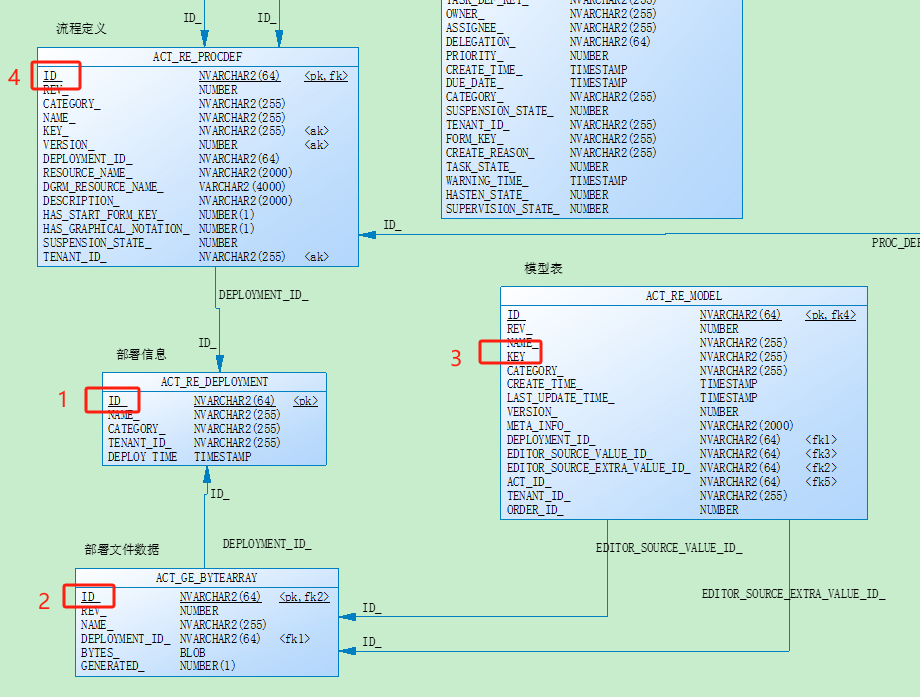 ID_ ID_
流程定义
ACT_RE_PROCDEF
4
ID_ NVARCHAR2(64) <pk,fk>
REV_ NUMBER
CATEGORY_ NVARCHAR2(255)
NAME_ NVARCHAR2(255)
KEY_ NVARCHAR2(255) <ak>
VERSION_ NUMBER <ak>
DEPLOYMENT_ID_ NVARCHAR2(64)
RESOURCE_NAME_ NVARCHAR2(2000)
DGRM_RESOURCE_NAME_ VARCHAR2(4000)
DESCRIPTION_ NVARCHAR2(2000)
HAS_START_FORM_KEY_ NUMBER(1)
HAS_GRAPHICAL_NOTATION_ NUMBER(1)
SUSPENSION_STATE_ NUMBER
TENANT_ID_ NVARCHAR2(255) <ak>
TASK_DEF_KEY_ NVARCHAR2(255)
OWNER_ NVARCHAR2(255)
ASSIGNEE_ NVARCHAR2(255)
DELEGATION_ NVARCHAR2(64)
PRIORITY_ NUMBER
CREATE_TIME_ TIMESTAMP
DUE_DATE_ TIMESTAMP
CATEGORY_ NVARCHAR2(255)
SUSPENSION_STATE_ NUMBER
TENANT_ID_ NVARCHAR2(255)
FORM_KEY_ NVARCHAR2(255)
CREATE_REASON_ NVARCHAR2(255)
TASK_STATE_ NUMBER
WARNING_TIME_ TIMESTAMP
HASTEN_STATE_ NUMBER
SUPERVISION_STATE_ NUMBER
ID_
PROC_DEF
DEPLOYMENT_ID_
ID_
部署信息
ACT_RE_DEPLOYMENT
1
ID_ NVARCHAR2(64) <pk>
NAME_ NVARCHAR2(255)
CATEGORY_ NVARCHAR2(255)
TENANT_ID_ NVARCHAR2(255)
DEPLOY_TIME_ TIMESTAMP
模型表
ACT_RE_MODEL
3
ID_ NVARCHAR2(64) <pk,fk4>
REV_ NUMBER
NAME_ NVARCHAR2(255)
KEY_ NVARCHAR2(255)
CATEGORY_ NVARCHAR2(255)
CREATE_TIME_ TIMESTAMP
LAST_UPDATE_TIME_ TIMESTAMP
VERSION_ NUMBER
META_INFO_ NVARCHAR2(2000)
DEPLOYMENT_ID_ NVARCHAR2(64) <fk1>
EDITOR_SOURCE_VALUE_ID_ NVARCHAR2(64) <fk3>
EDITOR_SOURCE_EXTRA_VALUE_ID_ NVARCHAR2(64) <fk2>
ACT_ID_ NVARCHAR2(64) <fk5>
TENANT_ID_ NVARCHAR2(255)
ORDER_ID_ NUMBER
ID_
DEPLOYMENT_ID_
部署文件数据
ACT_GE_BYTEARRAY
2
ID_ NVARCHAR2(64) <pk,fk2>
REV_ NUMBER
NAME_ NVARCHAR2(255)
DEPLOYMENT_ID_ NVARCHAR2(64) <fk1>
BYTES_ BLOB
GENERATED_ NUMBER(1)
EDITOR_SOURCE_VALUE_ID_
EDITOR_SOURCE_EXTRA_VALUE_ID_
ID_
ID_